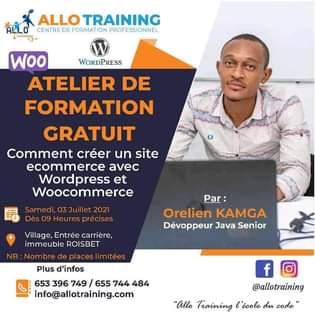 ALLO
ALLO TRAINING
CENTRE DE FORMATION PROFESSIONNEL
WOO
W
WORDPRESS
ATELIER DE
FORMATION
GRATUIT
Comment créer un site
ecommerce avec
Wordpress et
Woocommerce
Samedi, 03 Juillet 2021
Dès 09 Heures précises
Village, Entrée carrière,
immeuble ROISBET
NB : Nombre de places limitées
Plus d'infos
653 396 749 / 655 744 484
info@allotraining.com
Par :
Orelien KAMGA
Dévoppeur Java Senior
@allotraining
"Allo Training l'école du code"